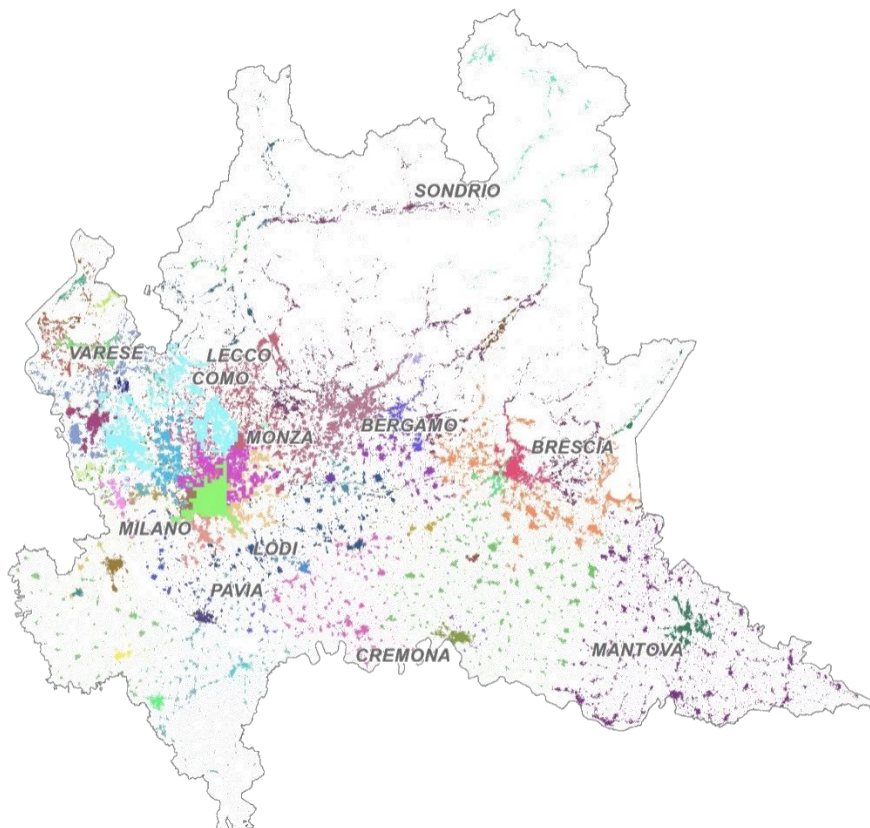 SONDRIO
VARESE
LECCO
COMO
BERGAMO
MONZA
BRESCIA
MILANO
LODI
PAVIA
CREMONA
MANTOVA